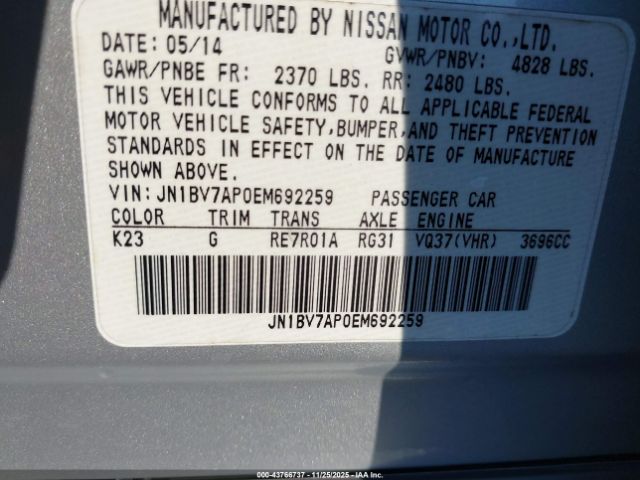 MANUFACTURED BY NISSAN MOTOR CO.,LTD.
DATE: 05/14 GVWR/PNBV: 4828 LBS.
GAWR/PNBE FR: 2370 LBS. RR: 2480 LBS.
THIS VEHICLE CONFORMS TO ALL APPLICABLE FEDERAL
MOTOR VEHICLE SAFETY,BUMPER,AND THEFT PREVENTION
STANDARDS IN EFFECT ON THE DATE OF MANUFACTURE
SHOWN ABOVE.
VIN:JN1BV7AP0EM692259 PASSENGER CAR
COLOR TRIM TRANS AXLE ENGINE
K23 G RE7R01A RG31 VQ37(VHR) 3696CC
JN1BV7AP0EM692259
000-43766737 - 11/25/2025 - IAAI.com